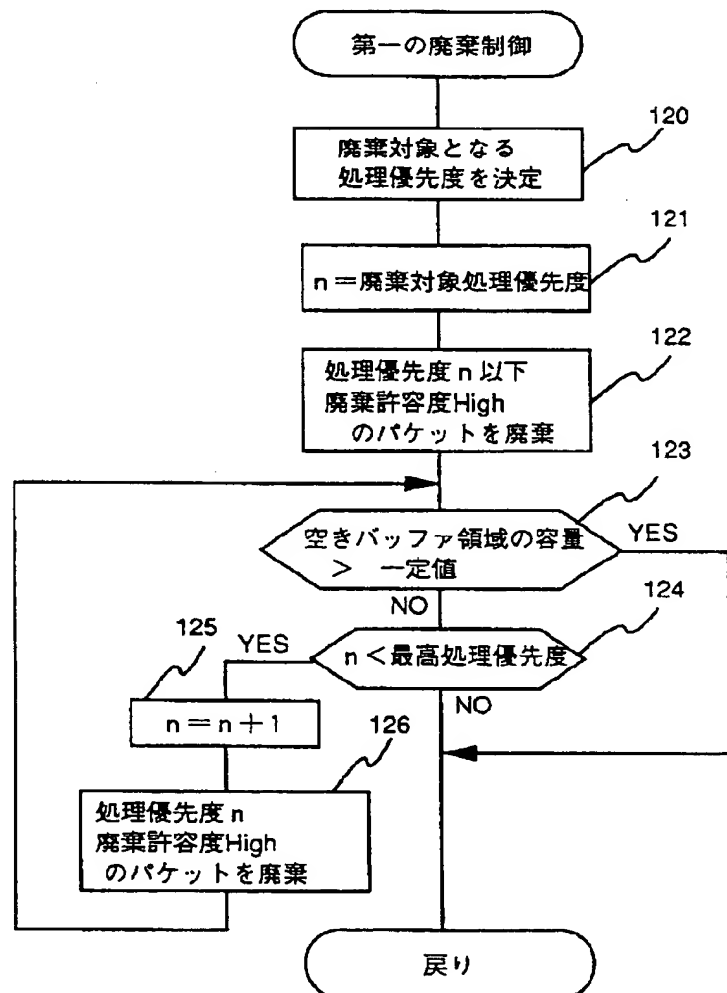 第一の廃棄制御
120
廃棄対象となる
処理優先度を決定
121
n＝廃棄対象処理優先度
122
処理優先度 n 以下
廃棄許容度High
のパケットを廃棄
123
空きバッファ領域の容量
＞ 一定値
YES
NO
124
n＜最高処理優先度
YES
NO
125
n＝n＋1
126
処理優先度 n
廃棄許容度High
のパケットを廃棄
戻り